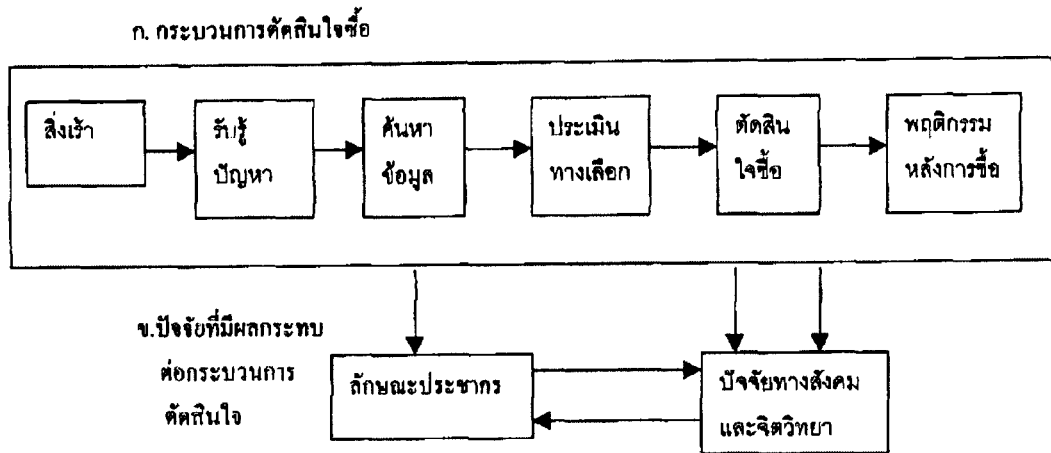 ก. กระบวนการตัดสินใจซื้อ
สิ่งเร้า
รับรู้
ปัญหา
ค้นหา
ข้อมูล
ประเมิน
ทางเลือก
ตัดสิน
ใจซื้อ
พฤติกรรม
หลังการซื้อ
ข.ปัจจัยที่มีผลกระทบ
ต่อกระบวนการ
ตัดสินใจ
ลักษณะประชากร
ปัจจัยทางสังคม
และจิตวิทยา